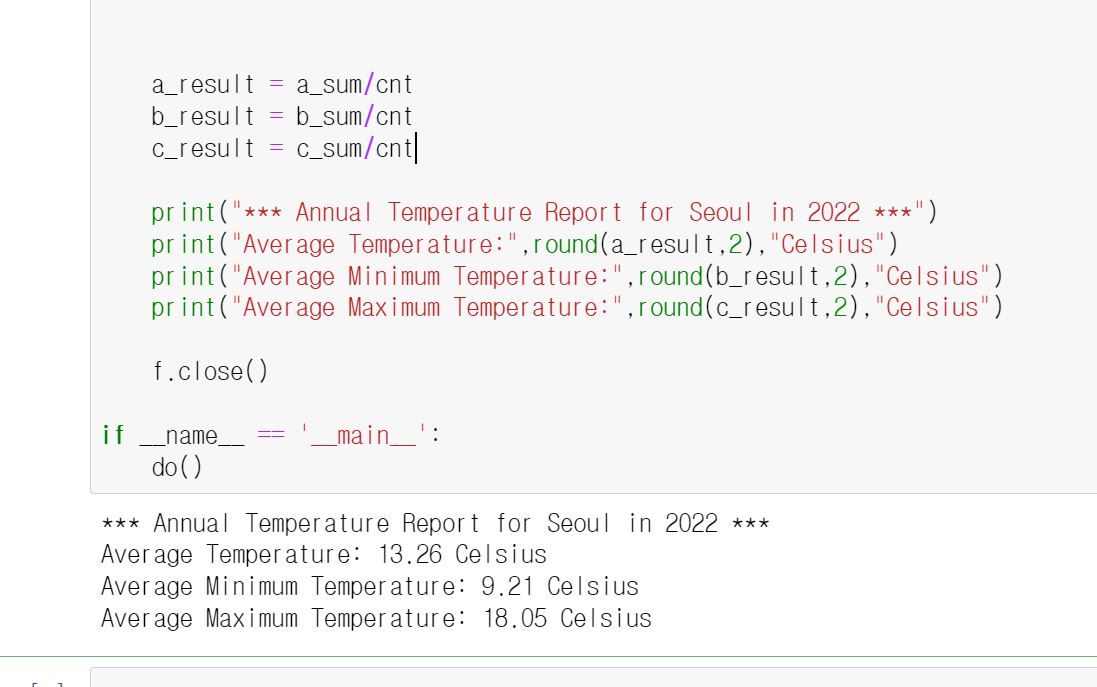 a_result = a_sum/cnt
b_result = b_sum/cnt
c_result = c_sum/cnt
print("*** Annual Temperature Report for Seoul in 2022 ***")
print("Average Temperature:",round(a_result,2),"Celsius")
print("Average Minimum Temperature:",round(b_result,2),"Celsius")
print("Average Maximum Temperature:",round(c_result,2),"Celsius")
f.close()
if __name__ == '__main__':
do()
*** Annual Temperature Report for Seoul in 2022 ***
Average Temperature: 13.26 Celsius
Average Minimum Temperature: 9.21 Celsius
Average Maximum Temperature: 18.05 Celsius